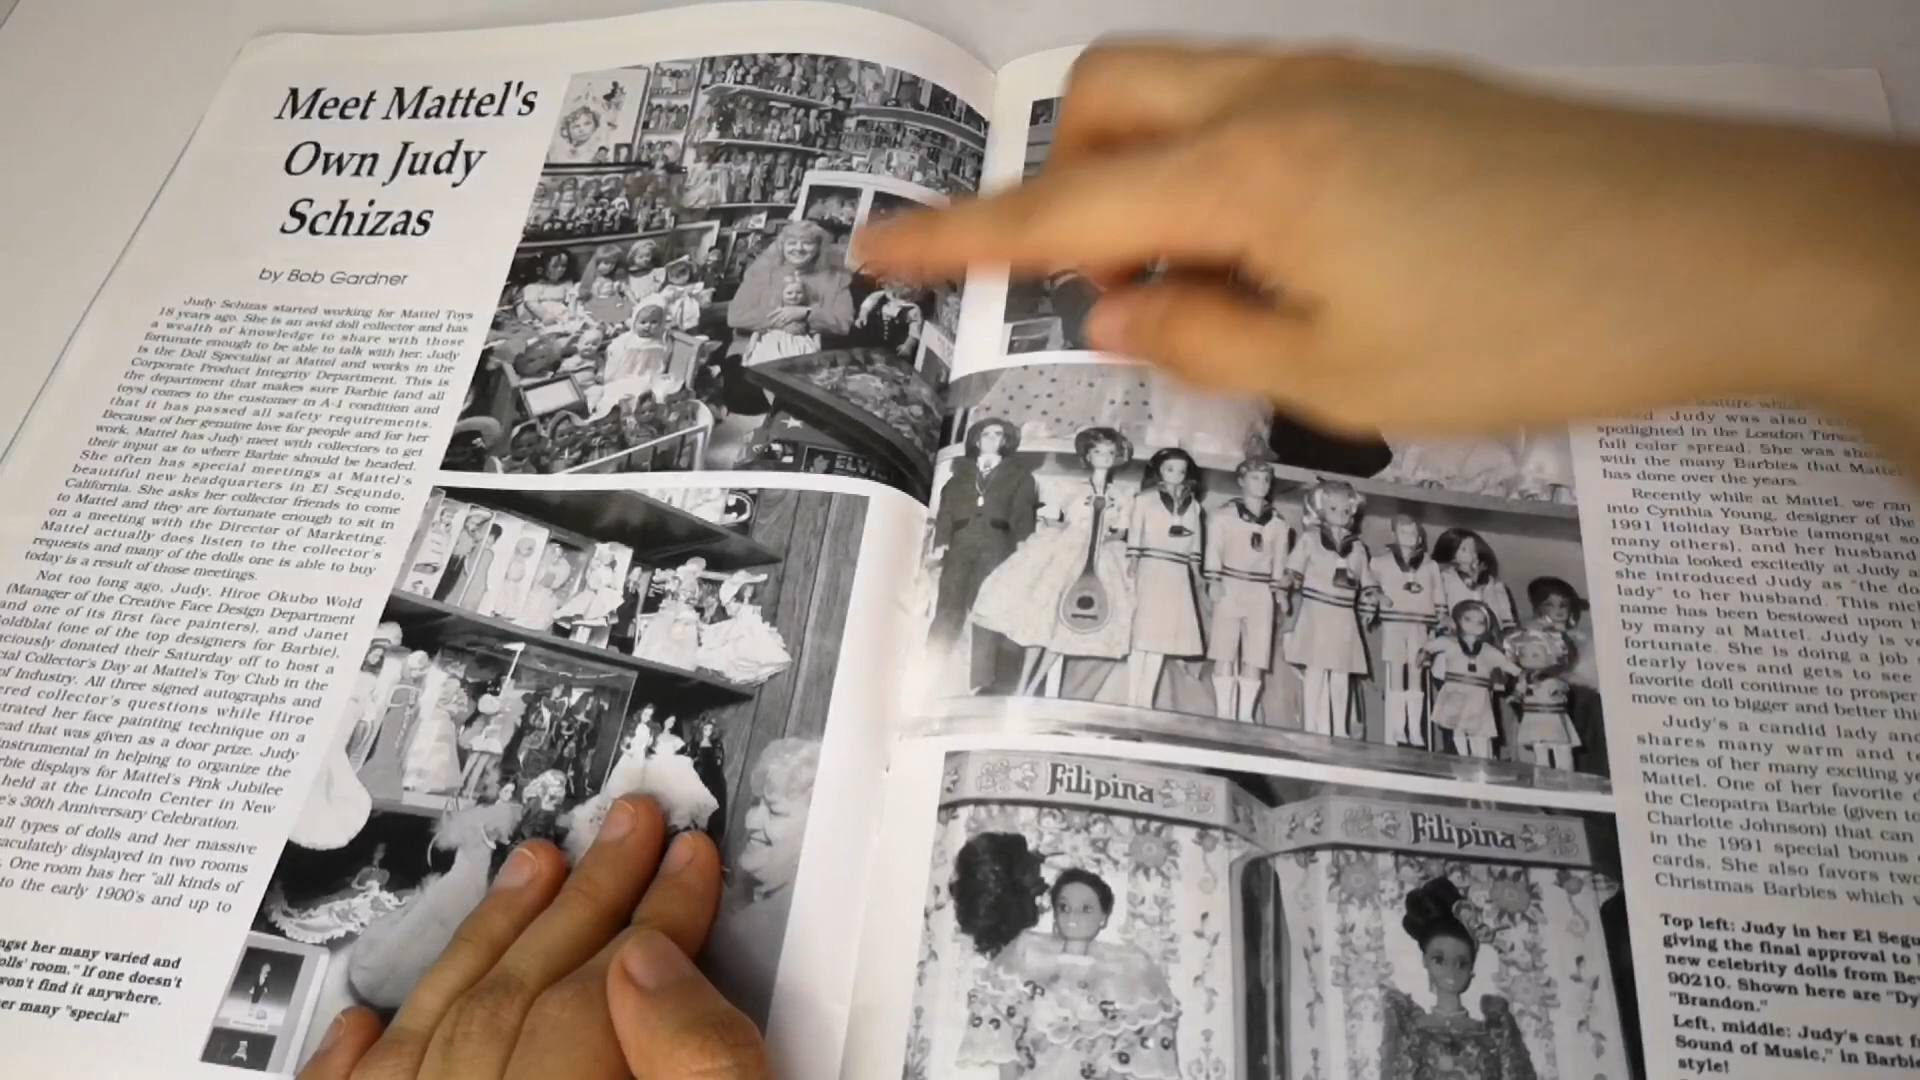 Meet Mattel's
Own Judy
Schizas
by Bob Gardner
Judy Schizas started working for Mattel Toys
18 years ago. She is an avid doll collector and has
a wealth of knowledge to share with those
fortunate enough to be able to talk with her. Judy
is the Doll Specialist at Mattel and works in the
Corporate Product Integrity Department. This is
the department that makes sure Barbie (and all
toys) comes to the customer in A-1 condition and
that it has passed all safety requirements.
Because of her genuine love for people and for her
work, Mattel has Judy meet with collectors to get
their input as to where Barbie should be headed.
She often has special meetings at Mattel's
beautiful new headquarters in El Segundo,
California. She asks her collector friends to come
to Mattel and they are fortunate enough to sit in
on a meeting with the Director of Marketing.
Mattel actually does listen to the collector's
requests and many of the dolls one is able to buy
today is a result of those meetings.
Not too long ago, Judy, Hiroe Okubo Wold
(Manager of the Creative Face Design Department
and one of its first face painters), and Janet
oldblat (one of the top designers for Barbie),
aciously donated their Saturday off to host a
cial Collector's Day at Mattel's Toy Club in the
of Industry. All three signed autographs and
ered collector's questions while Hiroe
trated her face painting technique on a
ead that was given as a door prize. Judy
instrumental in helping to organize the
rbie displays for Mattel's Pink Jubilee
held at the Lincoln Center in New
e's 30th Anniversary Celebration.
all types of dolls and her massive
aculately displayed in two rooms
. One room has her "all kinds of
to the early 1900's and up to
ngst her many varied and
olls' room." If one doesn't
won't find it anywhere.
er many "special"
ELVI
Filipina
Filipina
Judy was also
spotlighted in the London Times
full color spread. She was
with the many Barbies that Matte
has done over the years.
Recently while at Mattel, we ran
into Cynthia Young, designer of the
1991 Holiday Barbie (amongst so
many others), and her husband
Cynthia looked excitedly at Judy a
she introduced Judy as "the do
lady" to her husband. This nic
name has been bestowed upon h
by many at Mattel. Judy is ve
fortunate. She is doing a job
dearly loves and gets to see
favorite doll continue to prosper
move on to bigger and better thi
Judy's a candid lady and
shares many warm and te
stories of her many exciting ye
Mattel. One of her favorite d
the Cleopatra Barbie (given to
Charlotte Johnson) that can
in the 1991 special bonus
cards. She also favors two
Christmas Barbies which
Top left: Judy in her El Segu
giving the final approval to
new celebrity dolls from Bev
90210. Shown here are "Dy
"Brandon."
Left, middle: Judy's cast f
Sound of Music," in Barbie
style!